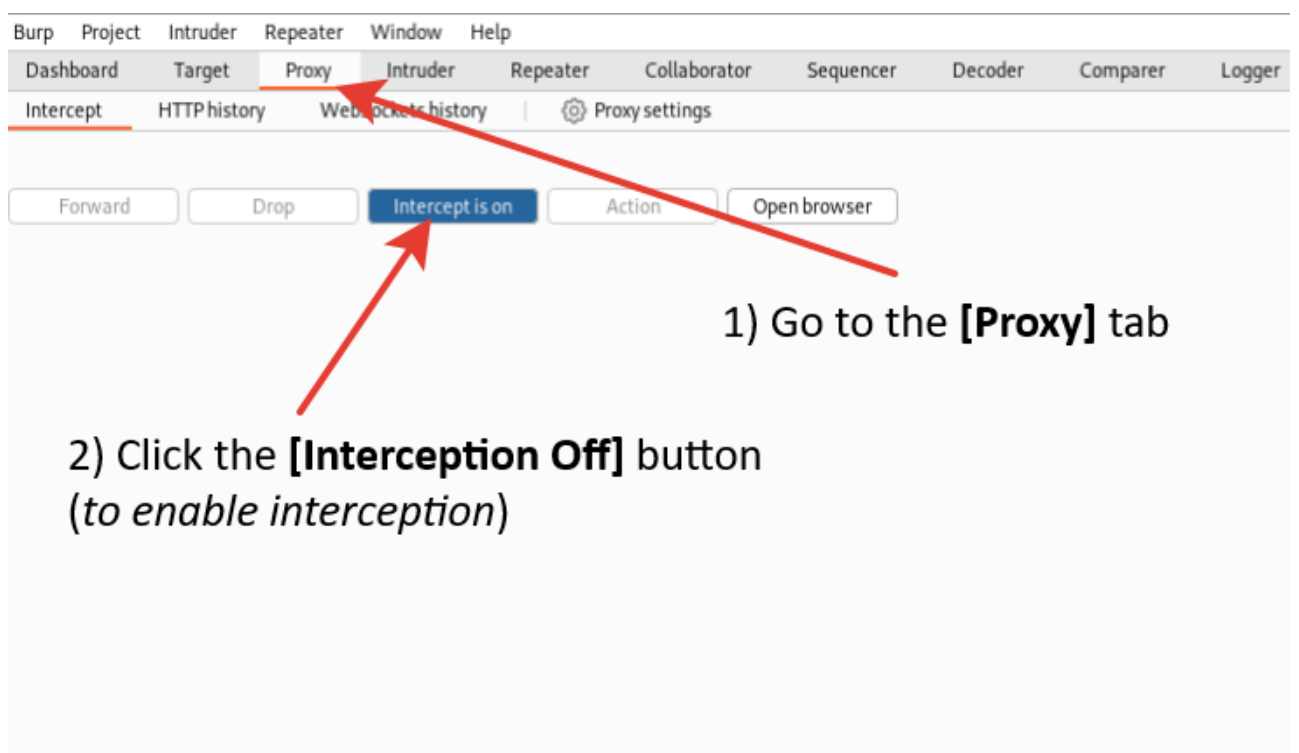 Burp Project Intruder Repeater Window Help
Dashboard Target Proxy Intruder Repeater Collaborator Sequencer Decoder Comparer Logger
Intercept HTTP history WebSockets history Proxy settings
Forward Drop Intercept is on Action Open browser
1) Go to the [Proxy] tab
2) Click the [Interception Off] button
(to enable interception)